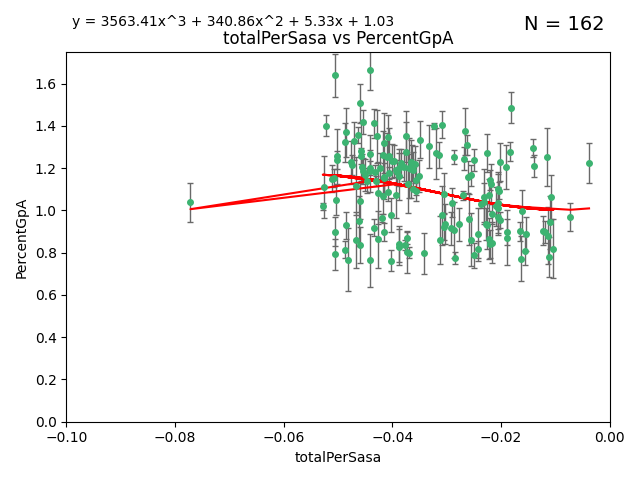 y = 3563.41x^3 + 340.86x^2 + 5.33x + 1.03
N = 162
totalPerSasa vs PercentGpA
1.6
1.4
1.2
1.0
0.8
0.6
0.4
0.2
0.0
PercentGpA
−0.10 −0.08 −0.06 −0.04 −0.02 0.00
totalPerSasa